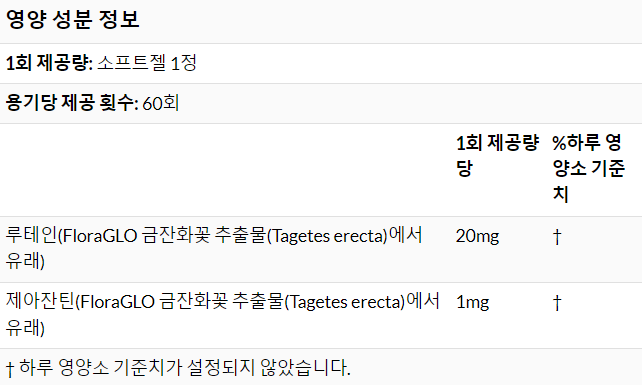 영양 성분 정보
1회 제공량: 소프트젤 1정
용기당 제공 횟수: 60회
1회 제공량
당
%하루 영
양소 기준
치
루테인(FloraGLO 금잔화꽃 추출물(Tagetes erecta)에서
유래)
20mg
†
제아잔틴(FloraGLO 금잔화꽃 추출물(Tagetes erecta)에서
유래)
1mg
†
† 하루 영양소 기준치가 설정되지 않았습니다.